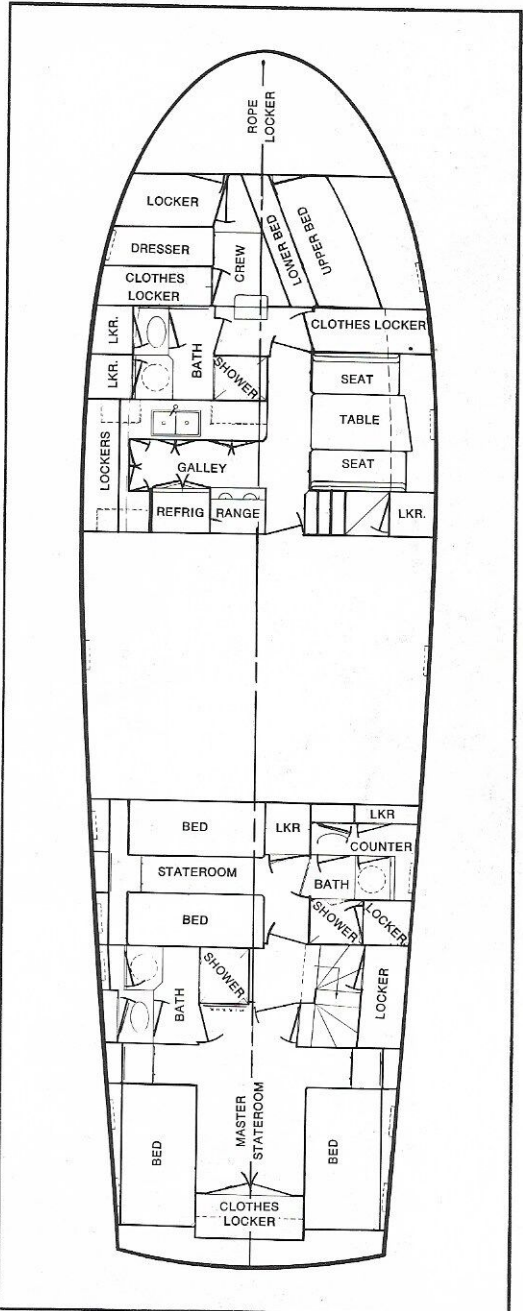 ROPE
LOCKER
LOCKER
DRESSER
CLOTHES
LOCKER
CREW
LOWER BED
UPPER BED
LKR.
LKR.
BATH
SHOWER
CLOTHES LOCKER
SEAT
TABLE
SEAT
LOCKERS
GALLEY
REFRIG
RANGE
LKR.
BED
LKR
LKR
COUNTER
STATEROOM
BATH
BED
SHOWER
LOCKER
BATH
SHOWER
LOCKER
BED
MASTER
STATEROOM
BED
CLOTHES
LOCKER